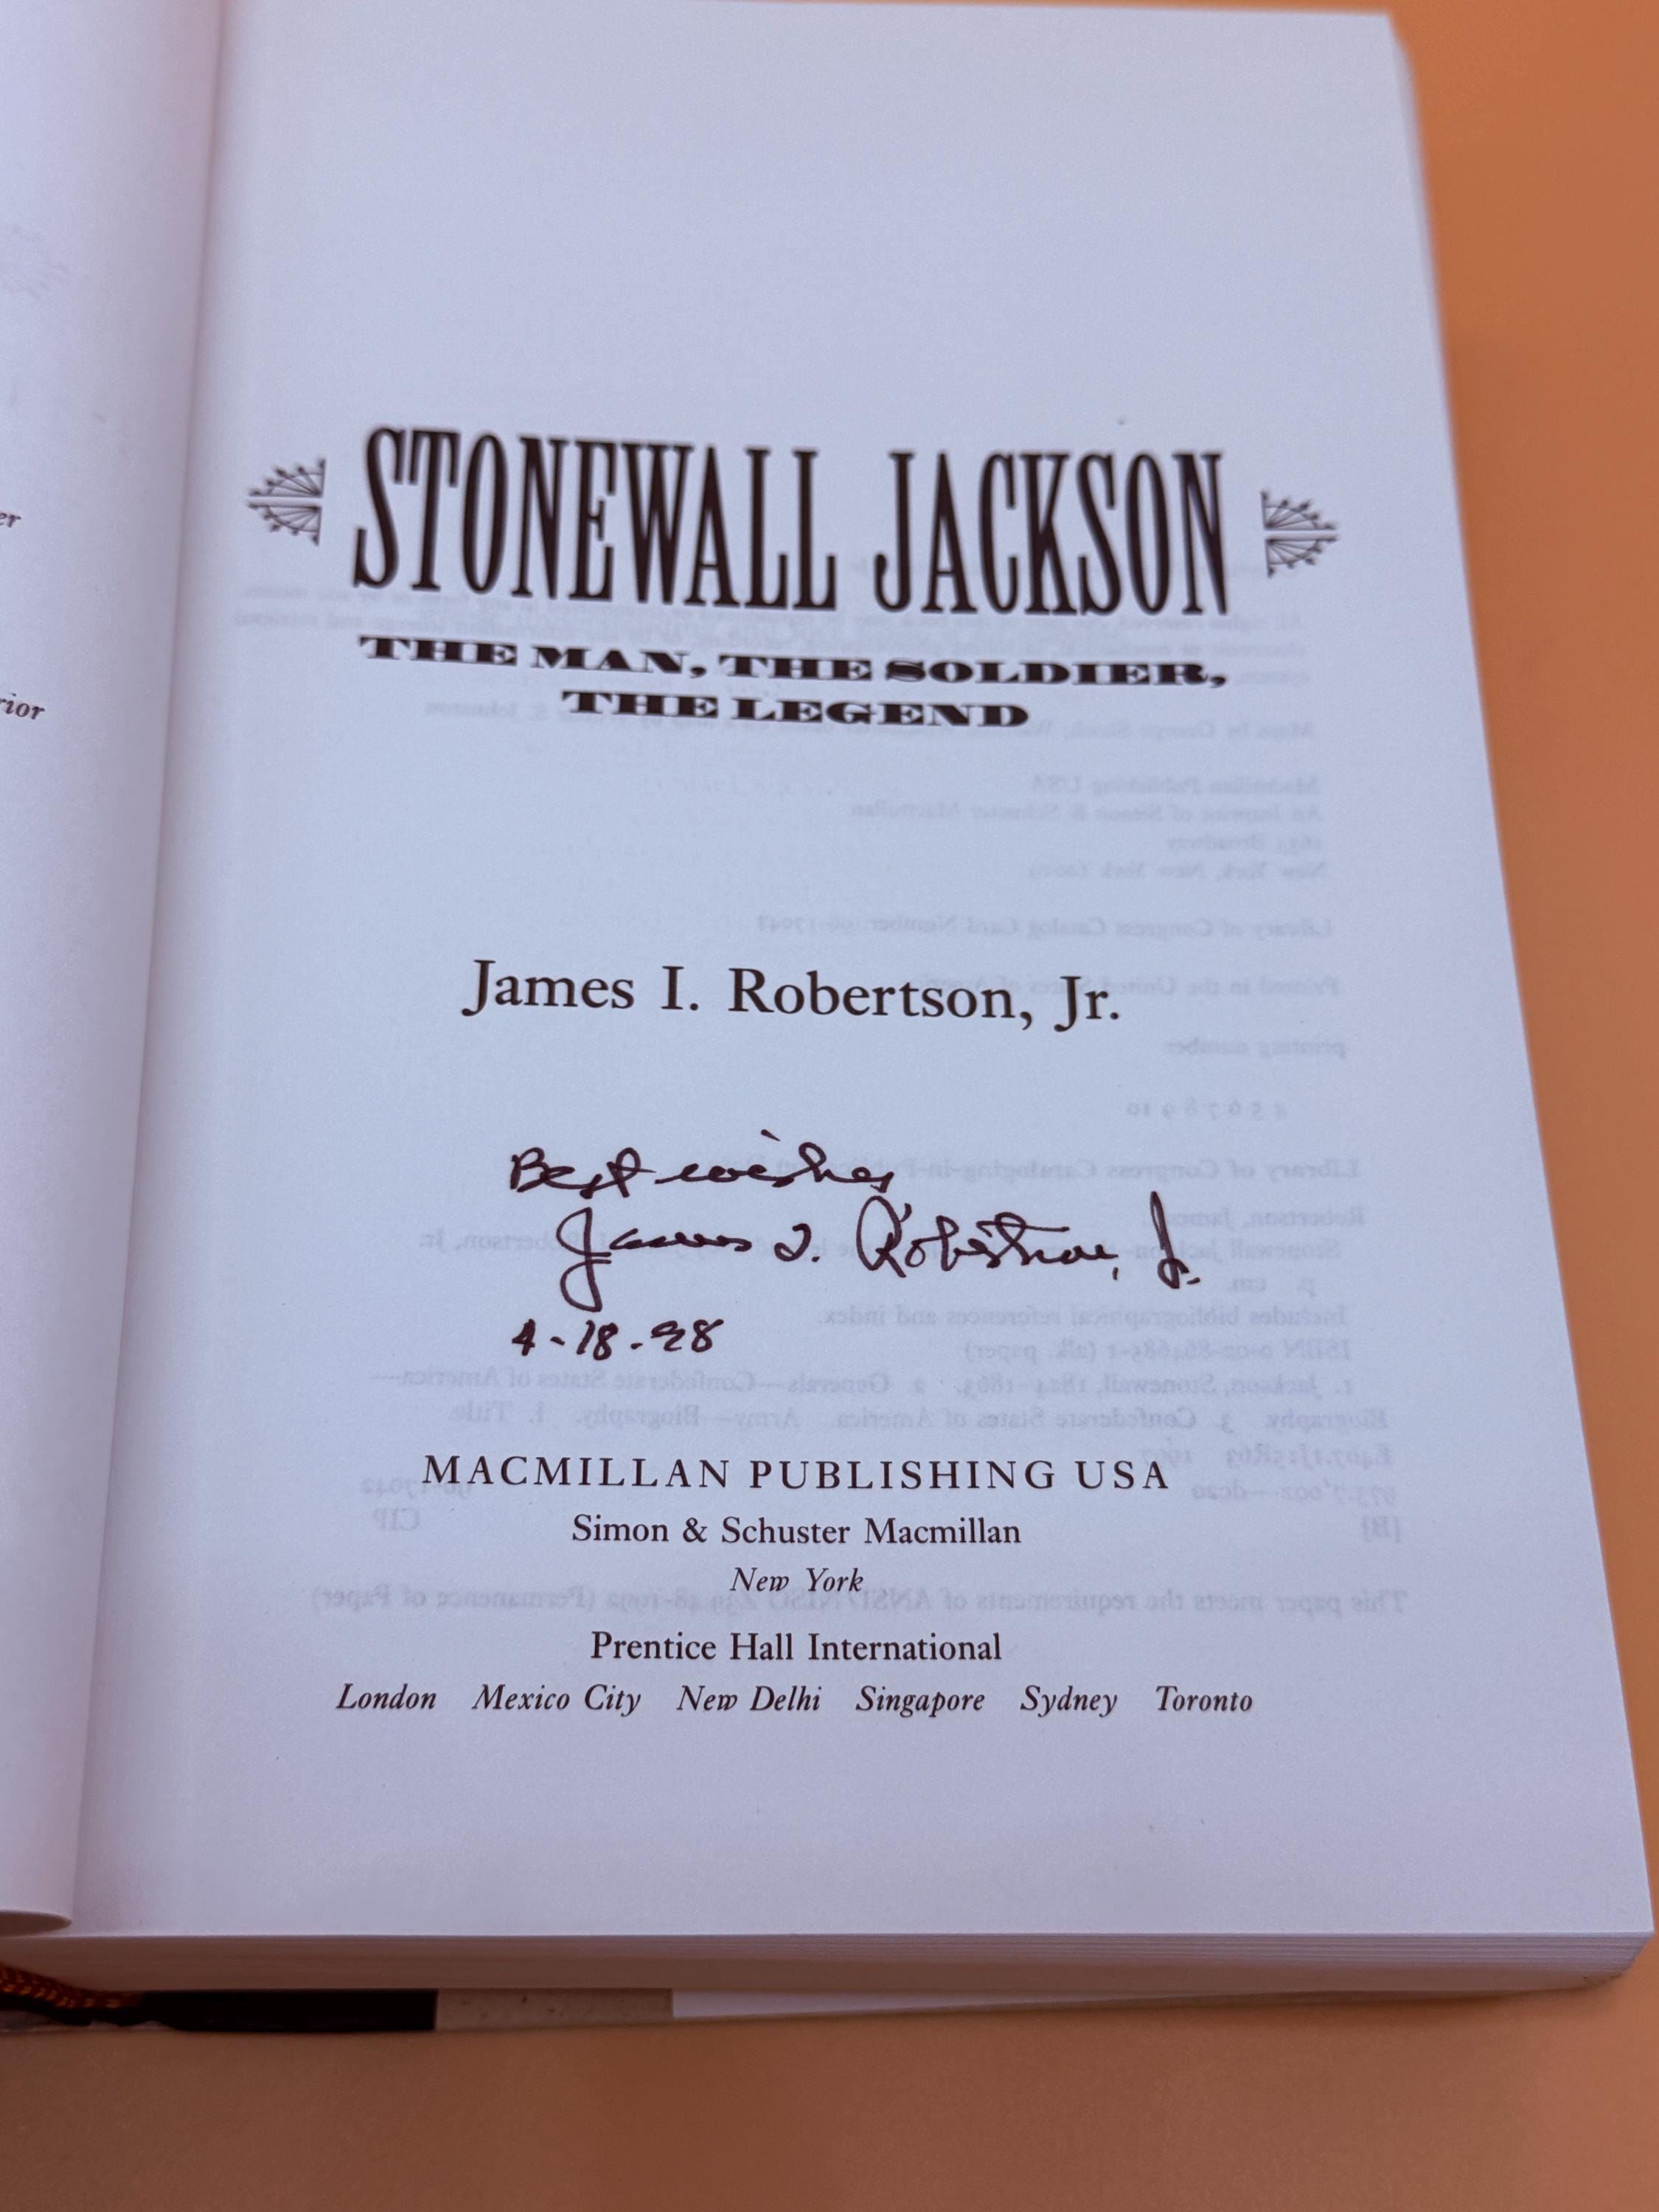 er
rior
STONEWALL JACKSON
THE MAN, THE SOLDIER,
THE LEGEND
James I. Robertson, Jr.
Best wishes
James I. Robertson, Jr.
4-18-98
MACMILLAN PUBLISHING USA
Simon & Schuster Macmillan
New York
Prentice Hall International
London Mexico City New Delhi Singapore Sydney Toronto